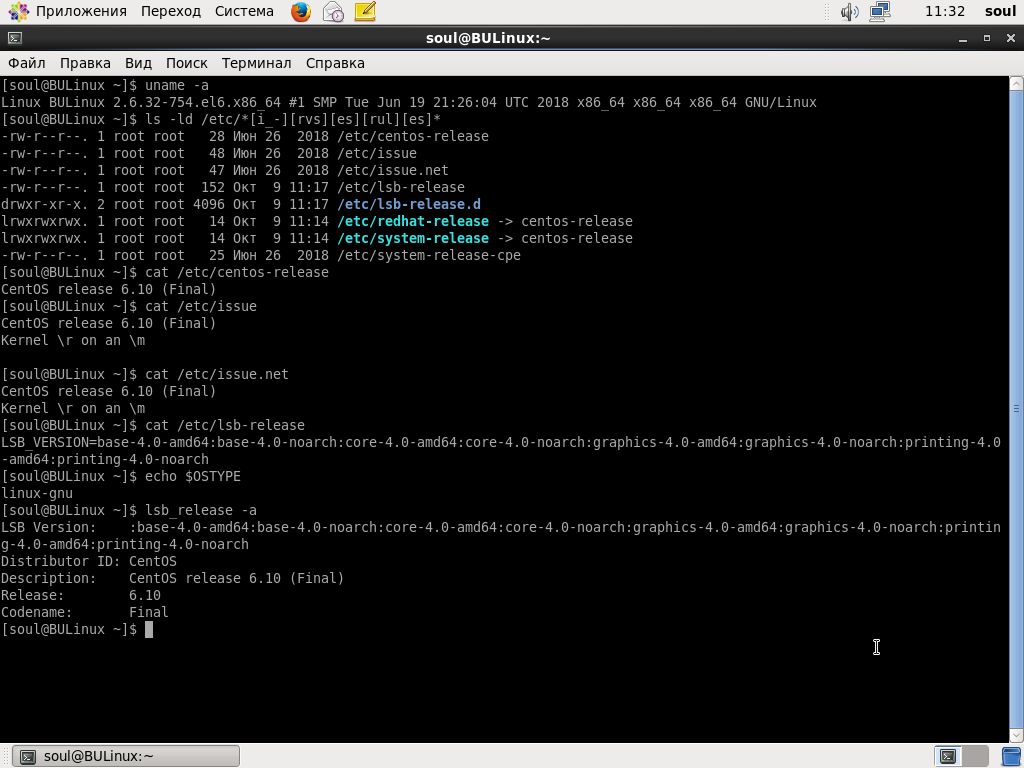 Приложения Переход Система 11:32 soul
soul@BULinux:~
Файл Правка Вид Поиск Терминал Справка
[soul@BULinux ~]$ uname -a
Linux BULinux 2.6.32-754.el6.x86_64 #1 SMP Tue Jun 19 21:26:04 UTC 2018 x86_64 x86_64 x86_64 GNU/Linux
[soul@BULinux ~]$ ls -ld /etc/*[i_-][rvs][es][rul][es]*
-rw-r--r--. 1 root root   28 Июн 26  2018 /etc/centos-release
-rw-r--r--. 1 root root   48 Июн 26  2018 /etc/issue
-rw-r--r--. 1 root root   47 Июн 26  2018 /etc/issue.net
-rw-r--r--. 1 root root  152 Окт  9 11:17 /etc/lsb-release
drwxr-xr-x. 2 root root 4096 Окт  9 11:17 /etc/lsb-release.d
lrwxrwxrwx. 1 root root   14 Окт  9 11:14 /etc/redhat-release -> centos-release
lrwxrwxrwx. 1 root root   14 Окт  9 11:14 /etc/system-release -> centos-release
-rw-r--r--. 1 root root   25 Июн 26  2018 /etc/system-release-cpe
[soul@BULinux ~]$ cat /etc/centos-release
CentOS release 6.10 (Final)
[soul@BULinux ~]$ cat /etc/issue
CentOS release 6.10 (Final)
Kernel \r on an \m
[soul@BULinux ~]$ cat /etc/issue.net
CentOS release 6.10 (Final)
Kernel \r on an \m
[soul@BULinux ~]$ cat /etc/lsb-release
LSB_VERSION=base-4.0-amd64:base-4.0-noarch:core-4.0-amd64:core-4.0-noarch:graphics-4.0-amd64:graphics-4.0-noarch:printing-4.0
-amd64:printing-4.0-noarch
[soul@BULinux ~]$ echo $OSTYPE
linux-gnu
[soul@BULinux ~]$ lsb_release -a
LSB Version:    :base-4.0-amd64:base-4.0-noarch:core-4.0-amd64:core-4.0-noarch:graphics-4.0-amd64:graphics-4.0-noarch:printin
g-4.0-amd64:printing-4.0-noarch
Distributor ID: CentOS
Description:    CentOS release 6.10 (Final)
Release:        6.10
Codename:       Final
[soul@BULinux ~]$
soul@BULinux:~